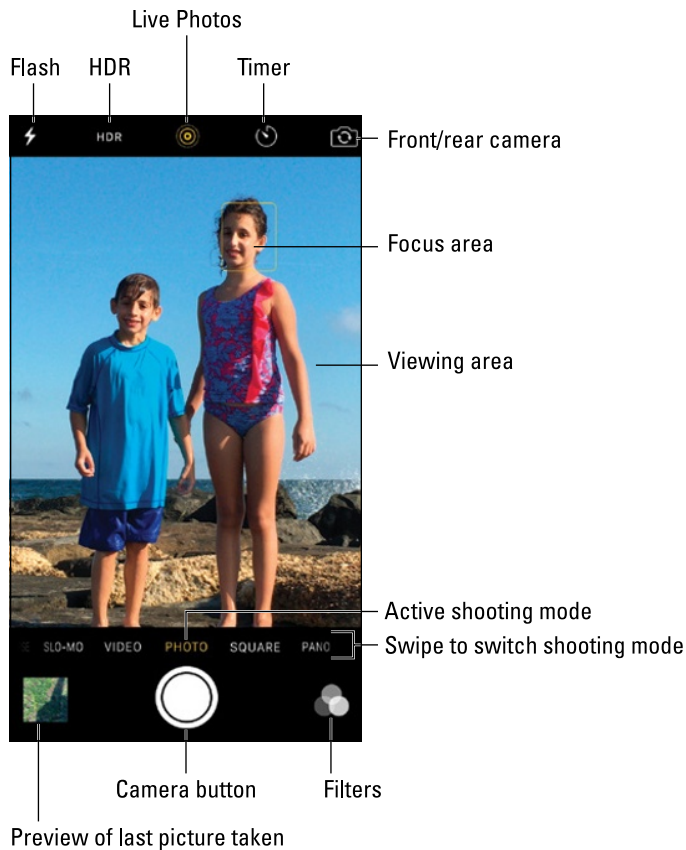 Live Photos
Flash HDR Timer
HDR
Front/rear camera
Focus area
Viewing area
Active shooting mode
SE SLO-MO VIDEO PHOTO SQUARE PANO
Swipe to switch shooting mode
Camera button Filters
Preview of last picture taken